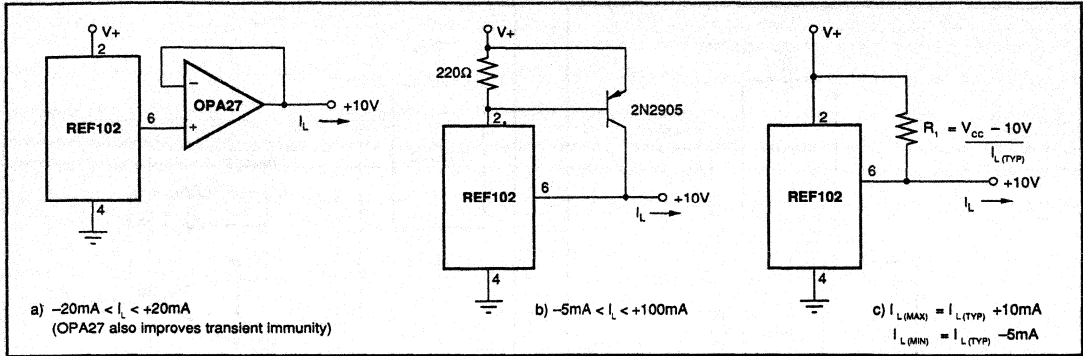 V+
2
REF102
6
4
−
+
OPA27
+10V
I_L
a) –20mA < I_L < +20mA
(OPA27 also improves transient immunity)
V+
220Ω
2N2905
2
REF102
6
+10V
I_L
4
b) –5mA < I_L < +100mA
V+
2
R_1 = V_CC – 10V
I_L (TYP)
REF102
6
+10V
I_L
4
c) I_L (MAX) = I_L (TYP) +10mA
I_L (MIN) = I_L (TYP) –5mA